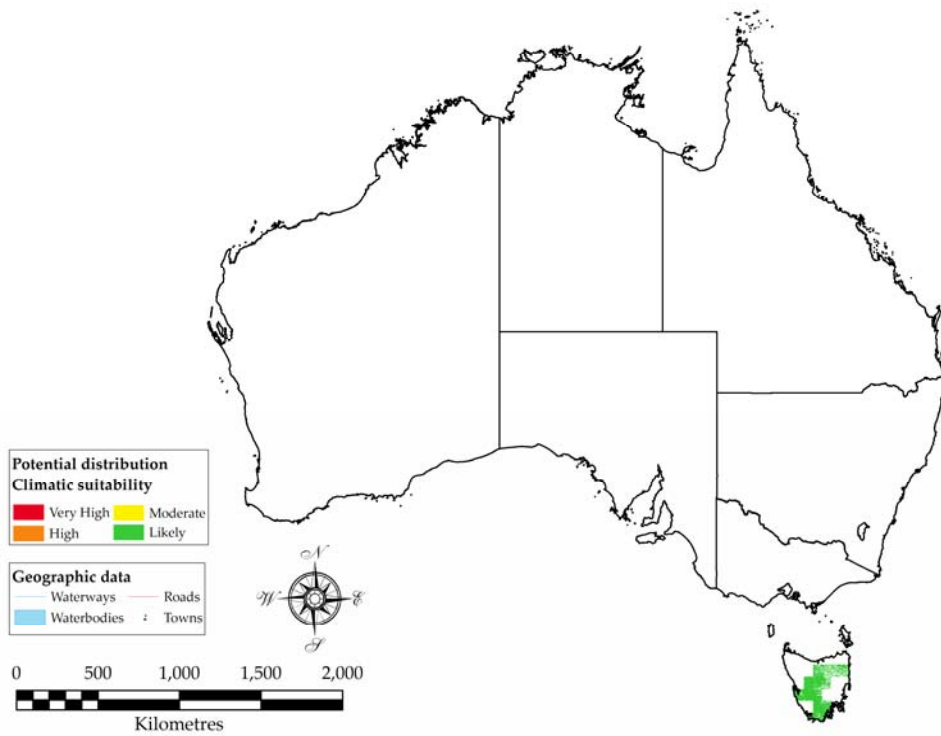 Potential distribution
Climatic suitability
Very High Moderate
High Likely
Geographic data
Waterways Roads
Waterbodies Towns
N
W E
S
0 500 1,000 1,500 2,000
Kilometres